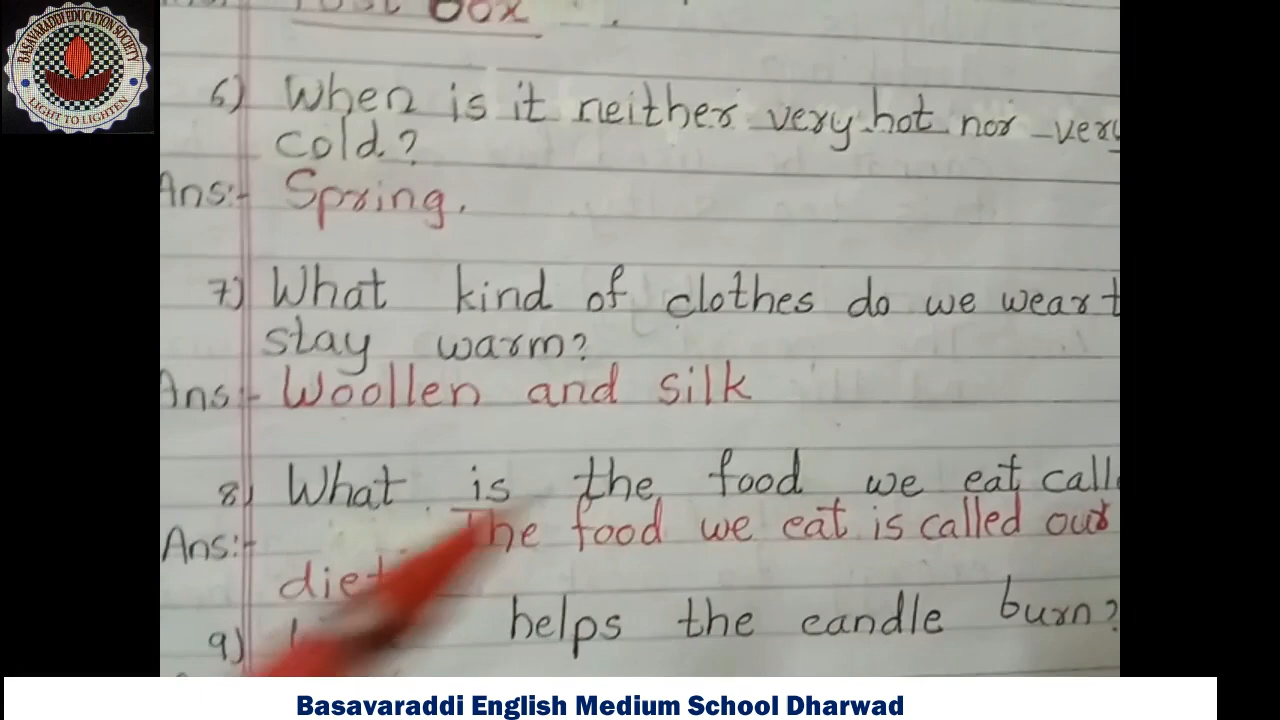 BASAVARADDI EDUCATION SOCIETY
LIGHT TO LIGHTEN
Box
6) When is it neither very hot nor very
cold?
Ans:- Spring.
7) What kind of clothes do we wear t
stay warm?
Ans:- Woollen and silk
8) What is the food we eat call
Ans:- The food we eat is called our
diet
9) helps the candle burn?
Basavaraddi English Medium School Dharwad